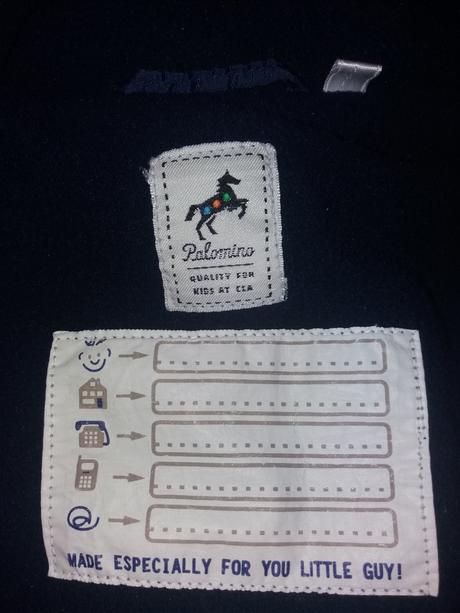 Palomino
QUALITY FOR
KIDS AT C&A
@
MADE ESPECIALLY FOR YOU LITTLE GUY!